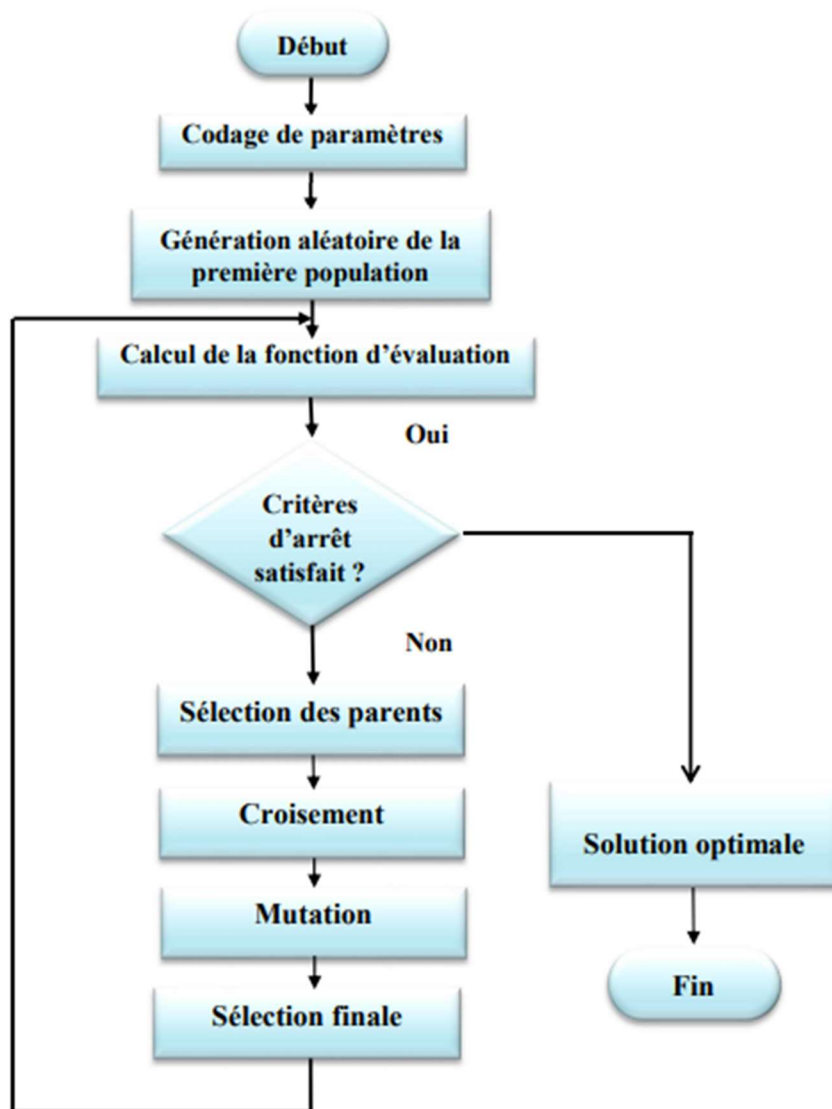 Début
Codage de paramètres
Génération aléatoire de la
première population
Calcul de la fonction d'évaluation
Oui
Critères
d'arrêt
satisfait ?
Non
Sélection des parents
Croisement
Solution optimale
Mutation
Fin
Sélection finale